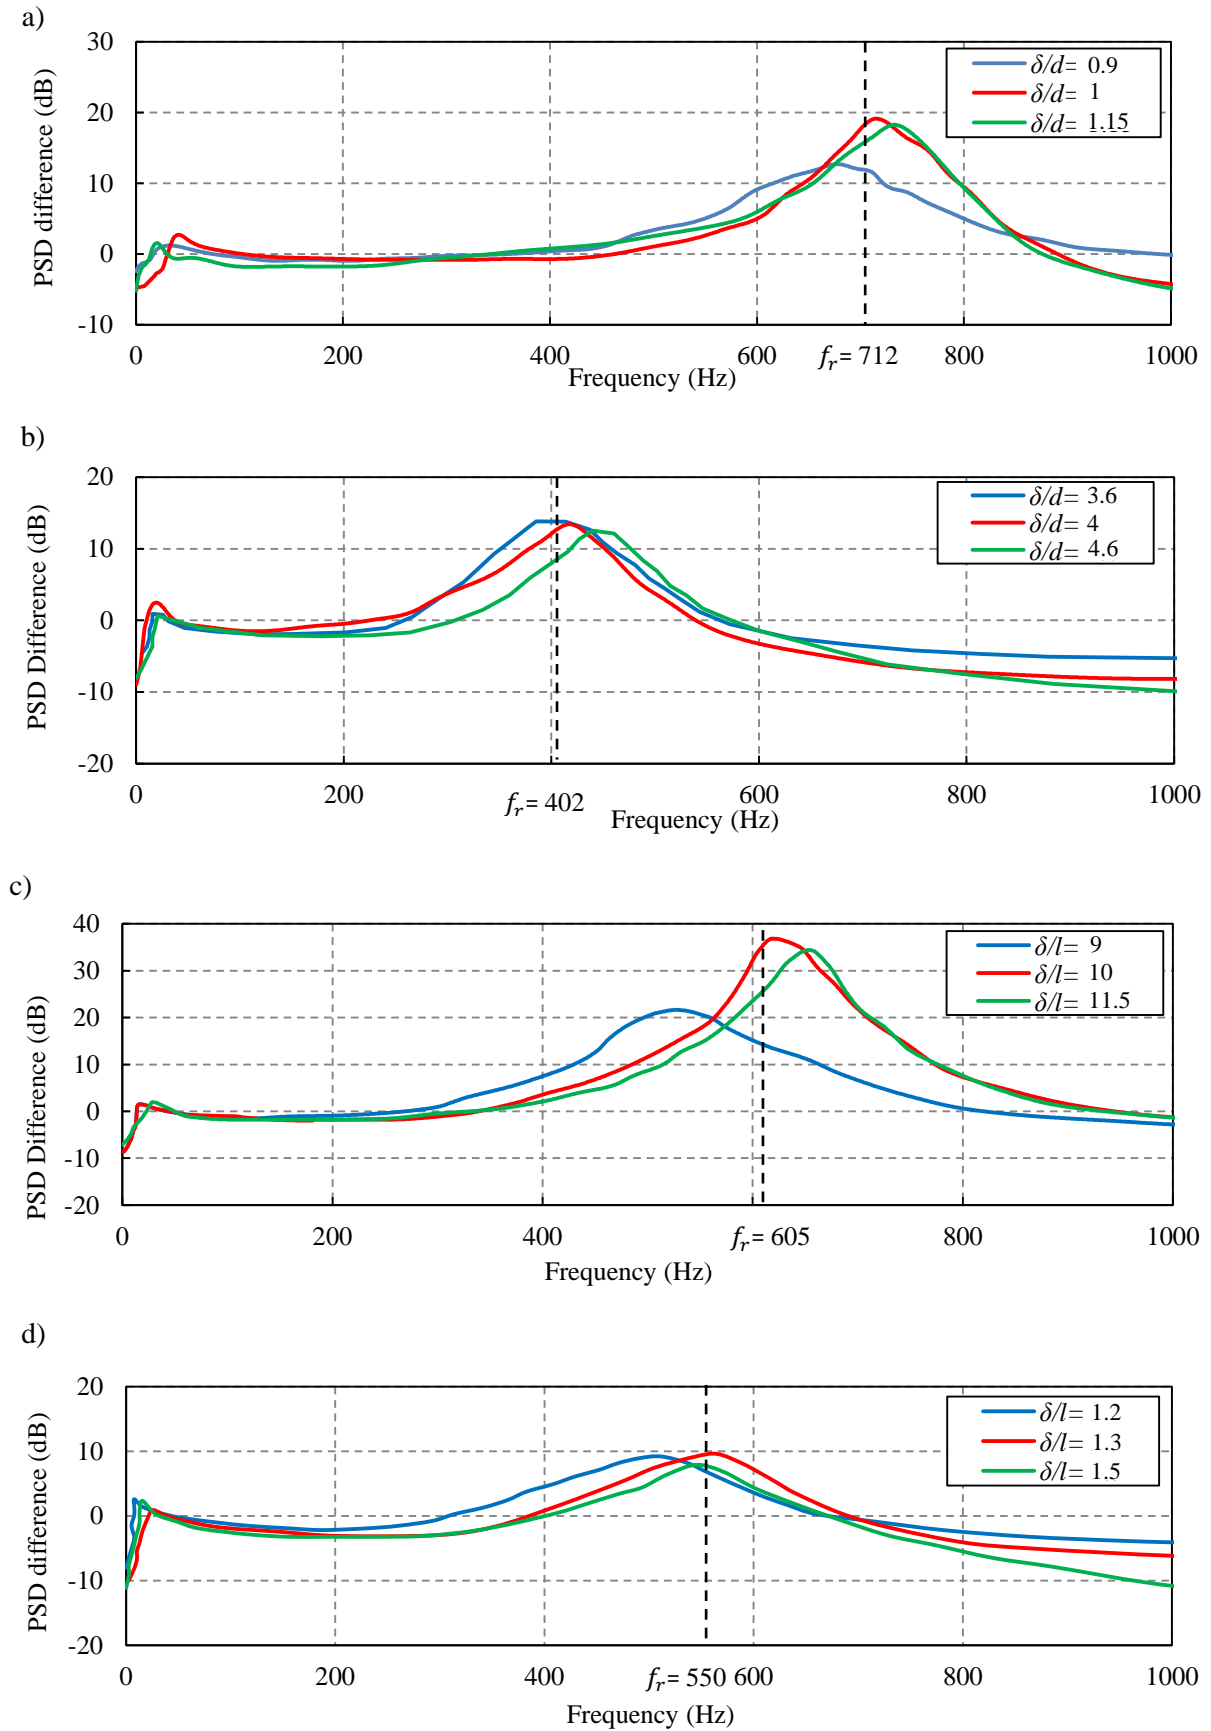 a)
PSD difference (dB)
30
20
10
0
-10
δ/d= 0.9
δ/d= 1
δ/d= 1.15
0 200 400 600 fr = 712 800 1000
Frequency (Hz)
b)
PSD Difference (dB)
20
10
0
-10
-20
δ/d= 3.6
δ/d= 4
δ/d= 4.6
0 200 fr = 402 600 800 1000
Frequency (Hz)
c)
PSD Difference (dB)
40
30
20
10
0
-10
-20
δ/l= 9
δ/l= 10
δ/l= 11.5
0 200 400 fr = 605 800 1000
Frequency (Hz)
d)
PSD difference (dB)
20
10
0
-10
-20
δ/l= 1.2
δ/l= 1.3
δ/l= 1.5
0 200 400 fr = 550 600 800 1000
Frequency (Hz)